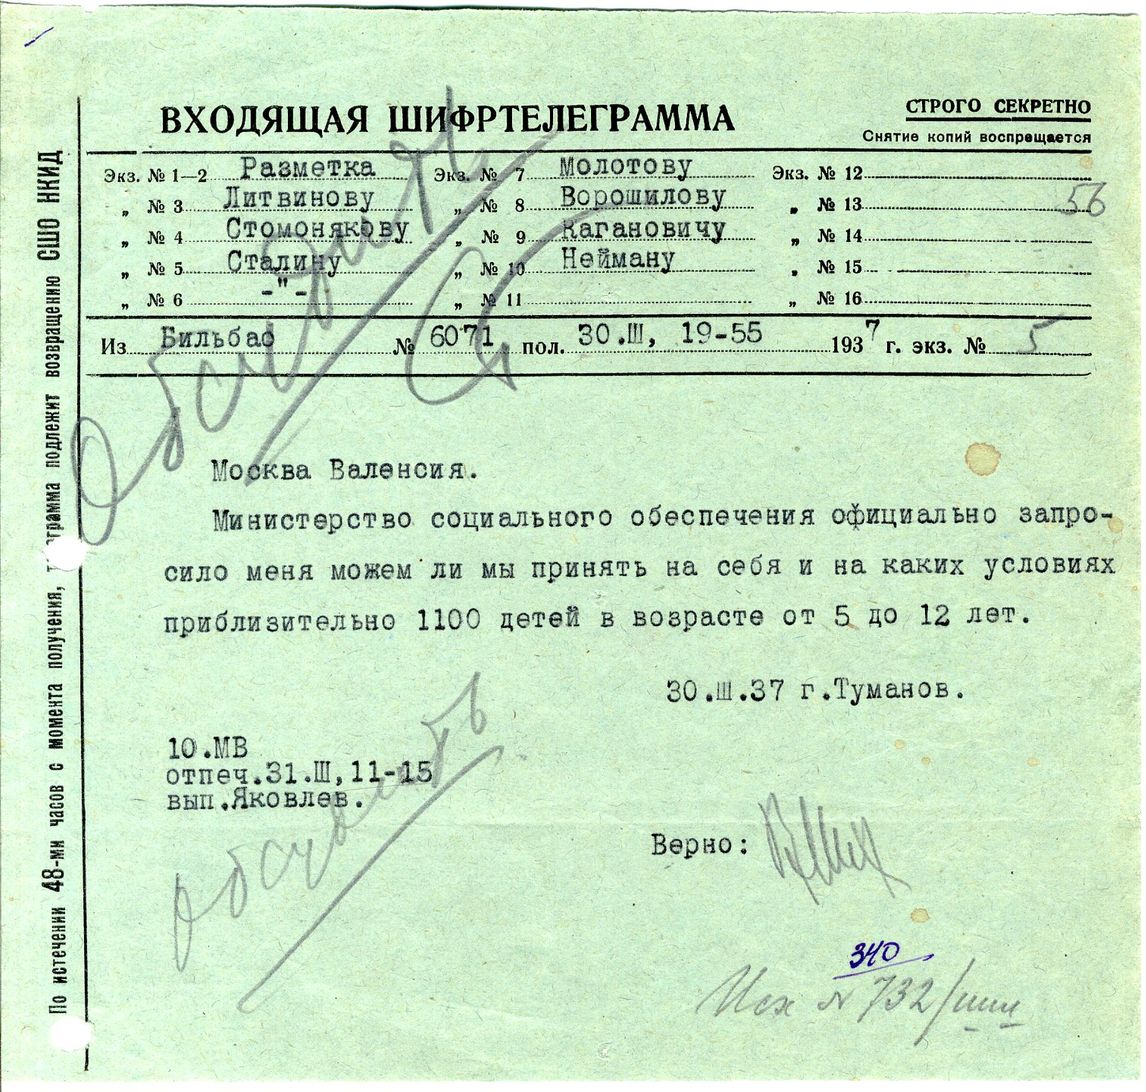 ВХОДЯЩАЯ ШИФРТЕЛЕГРАММА
СТРОГО СЕКРЕТНО
Снятие копий воспрещается
Экз. № 1—2 Разметка Экз. № 7 Молотову Экз. № 12
„ № 3 Литвинову „ № 8 Ворошилову „ № 13 56
„ № 4 Стомонякову „ № 9 Кагановичу „ № 14
„ № 5 Сталину „ № 10 Нейману „ № 15
„ № 6 -"- „ № 11 „ № 16
Из Бильбао № 6071 пол. 30.Ш, 19-55 1937 г. экз. № 5
обсудить
Москва Валенсия.
Министерство социального обеспечения официально запро-
сило меня можем ли мы принять на себя и на каких условиях
приблизительно 1100 детей в возрасте от 5 до 12 лет.
30.Ш.37 г.Туманов.
10.МВ
отпеч.31.Ш,11-15
вып.Яковлев.
обсудить
Верно:
340
Исх № 732/шии
По истечении 48-ми часов с момента получения, телеграмма подлежит возвращению СШО НКИД